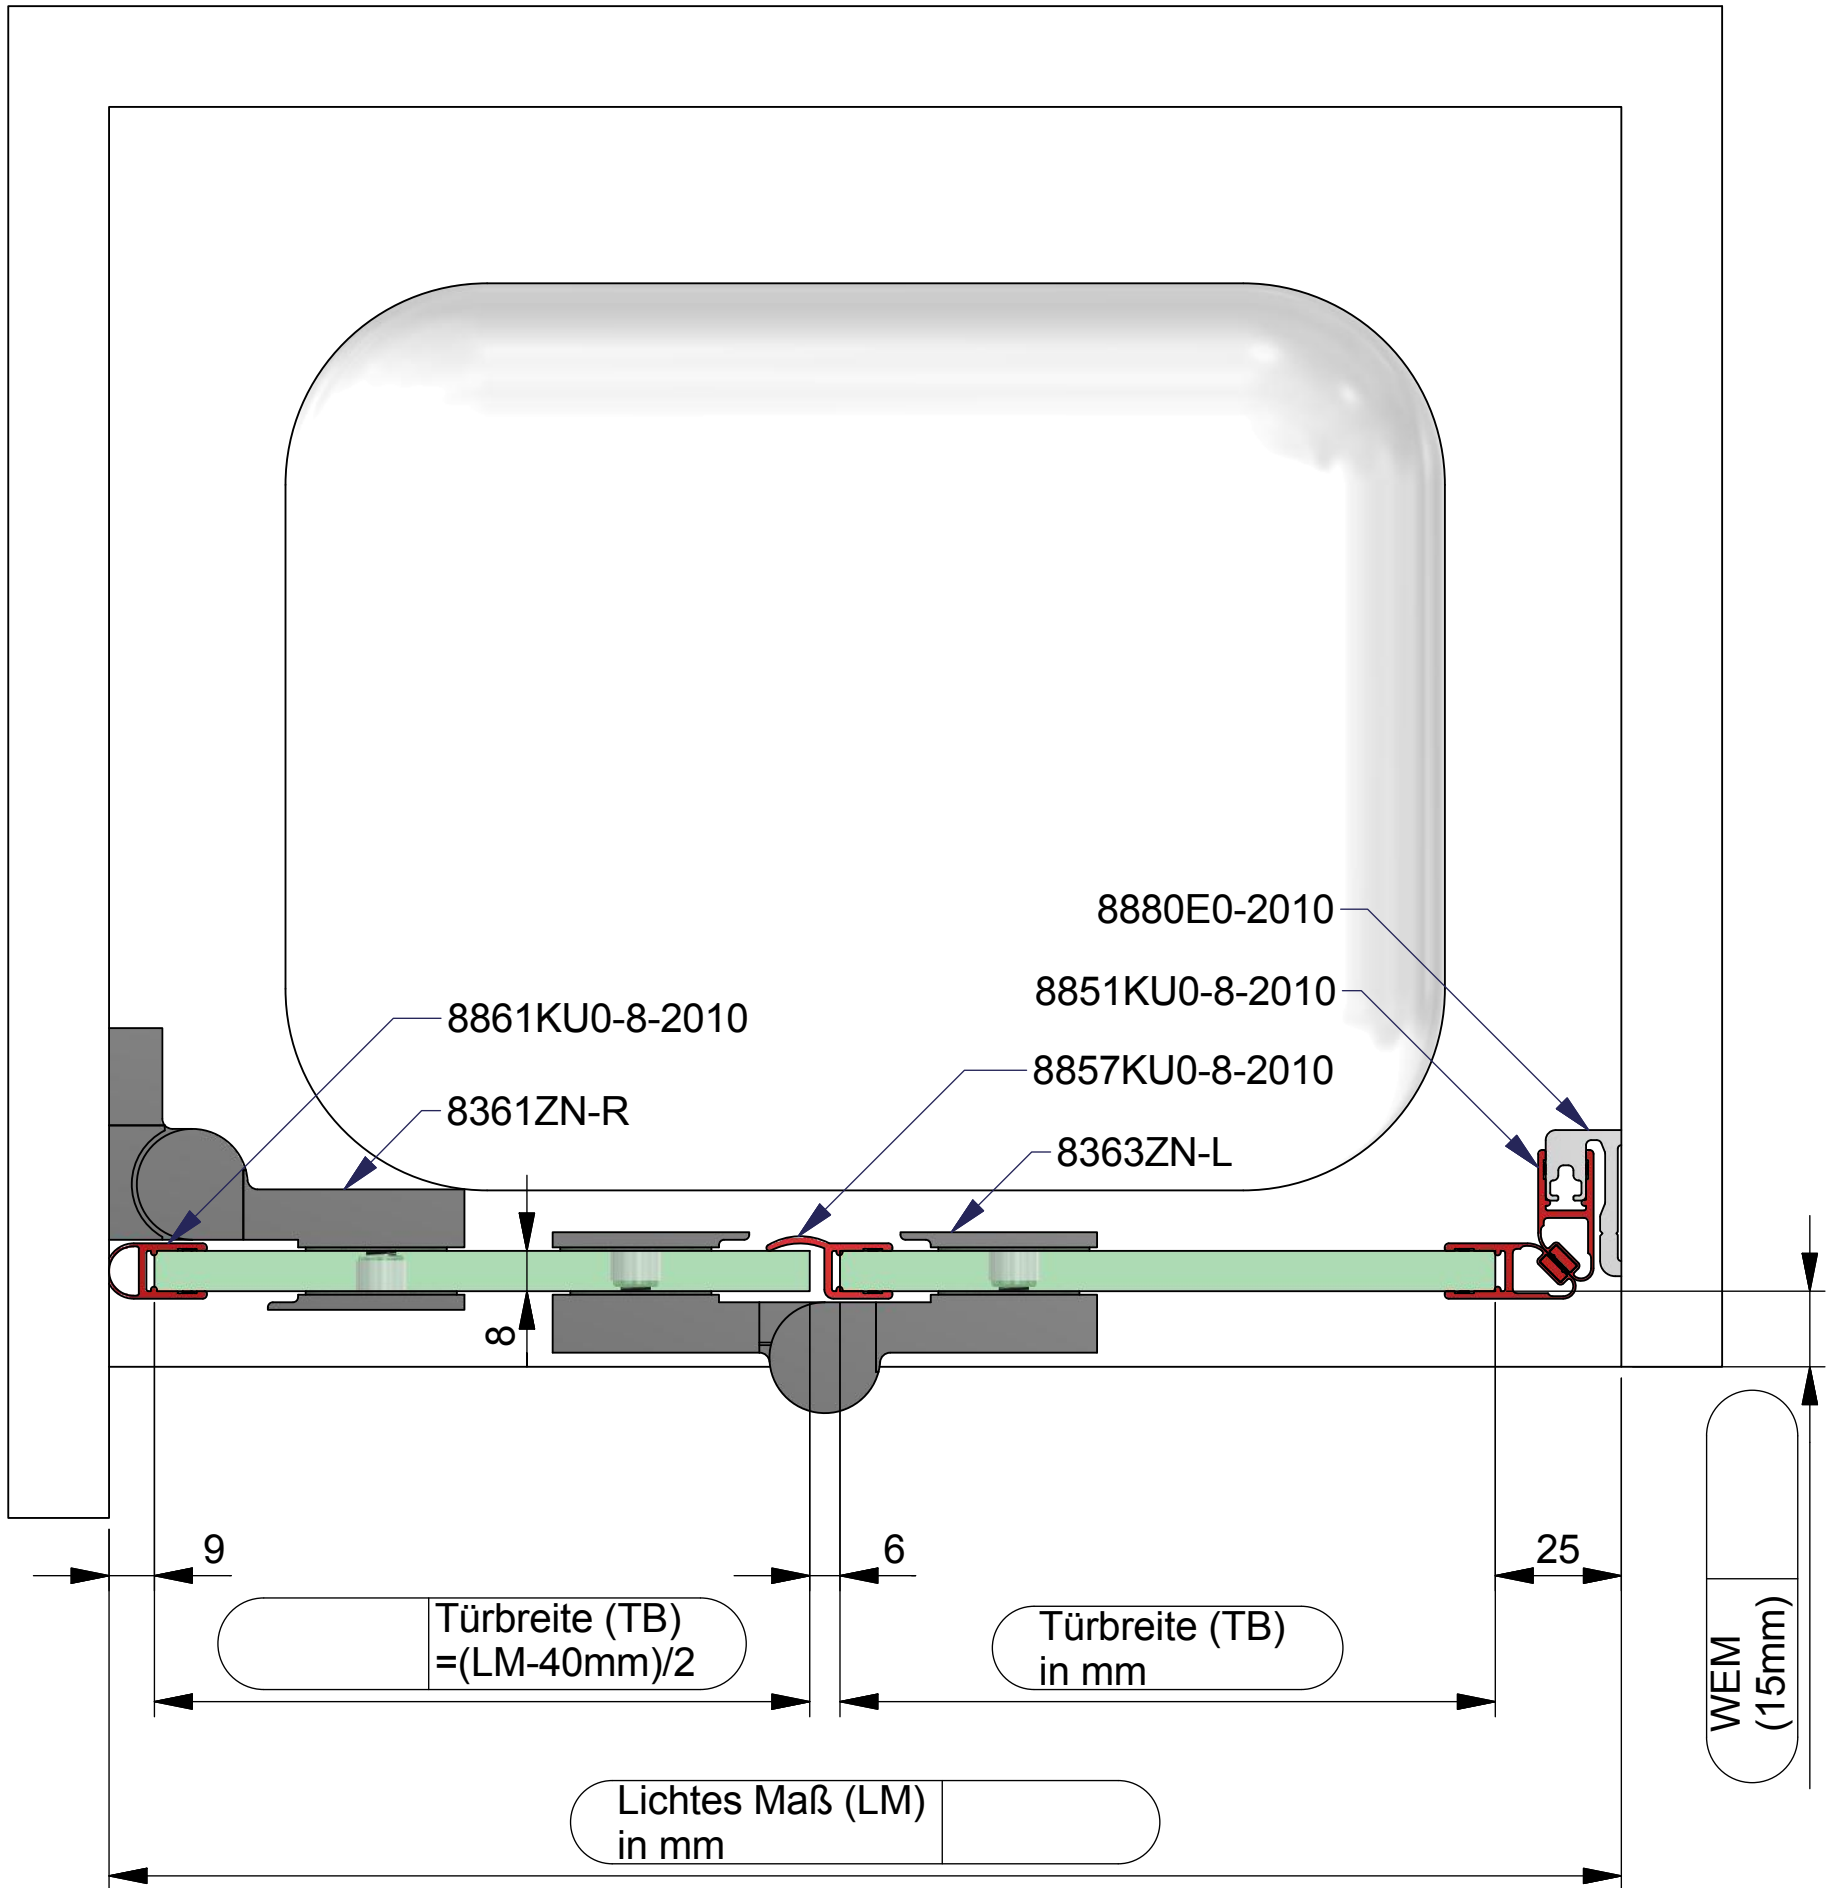 8880E0-2010
8851KU0-8-2010
8861KU0-8-2010
8857KU0-8-2010
8361ZN-R
8363ZN-L
8
9
6
25
Türbreite (TB)
=(LM-40mm)/2
Türbreite (TB)
in mm
WEM
(15mm)
Lichtes Maß (LM)
in mm